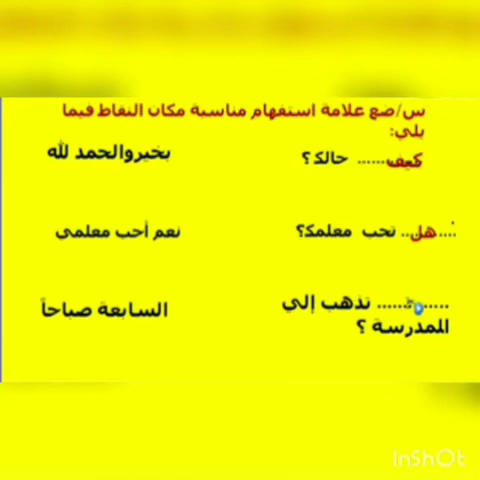 س/ضع علامة استفهام مناسبة مكان النقاط فيما
يلي:
كيف ......... حالك ؟ بخيروالحمد لله
.... هل .... تحب معلمك؟ نعم أحب معلمي
............ تذهب إلي
المدرسة ؟ السابعة صباحاً
InShOt